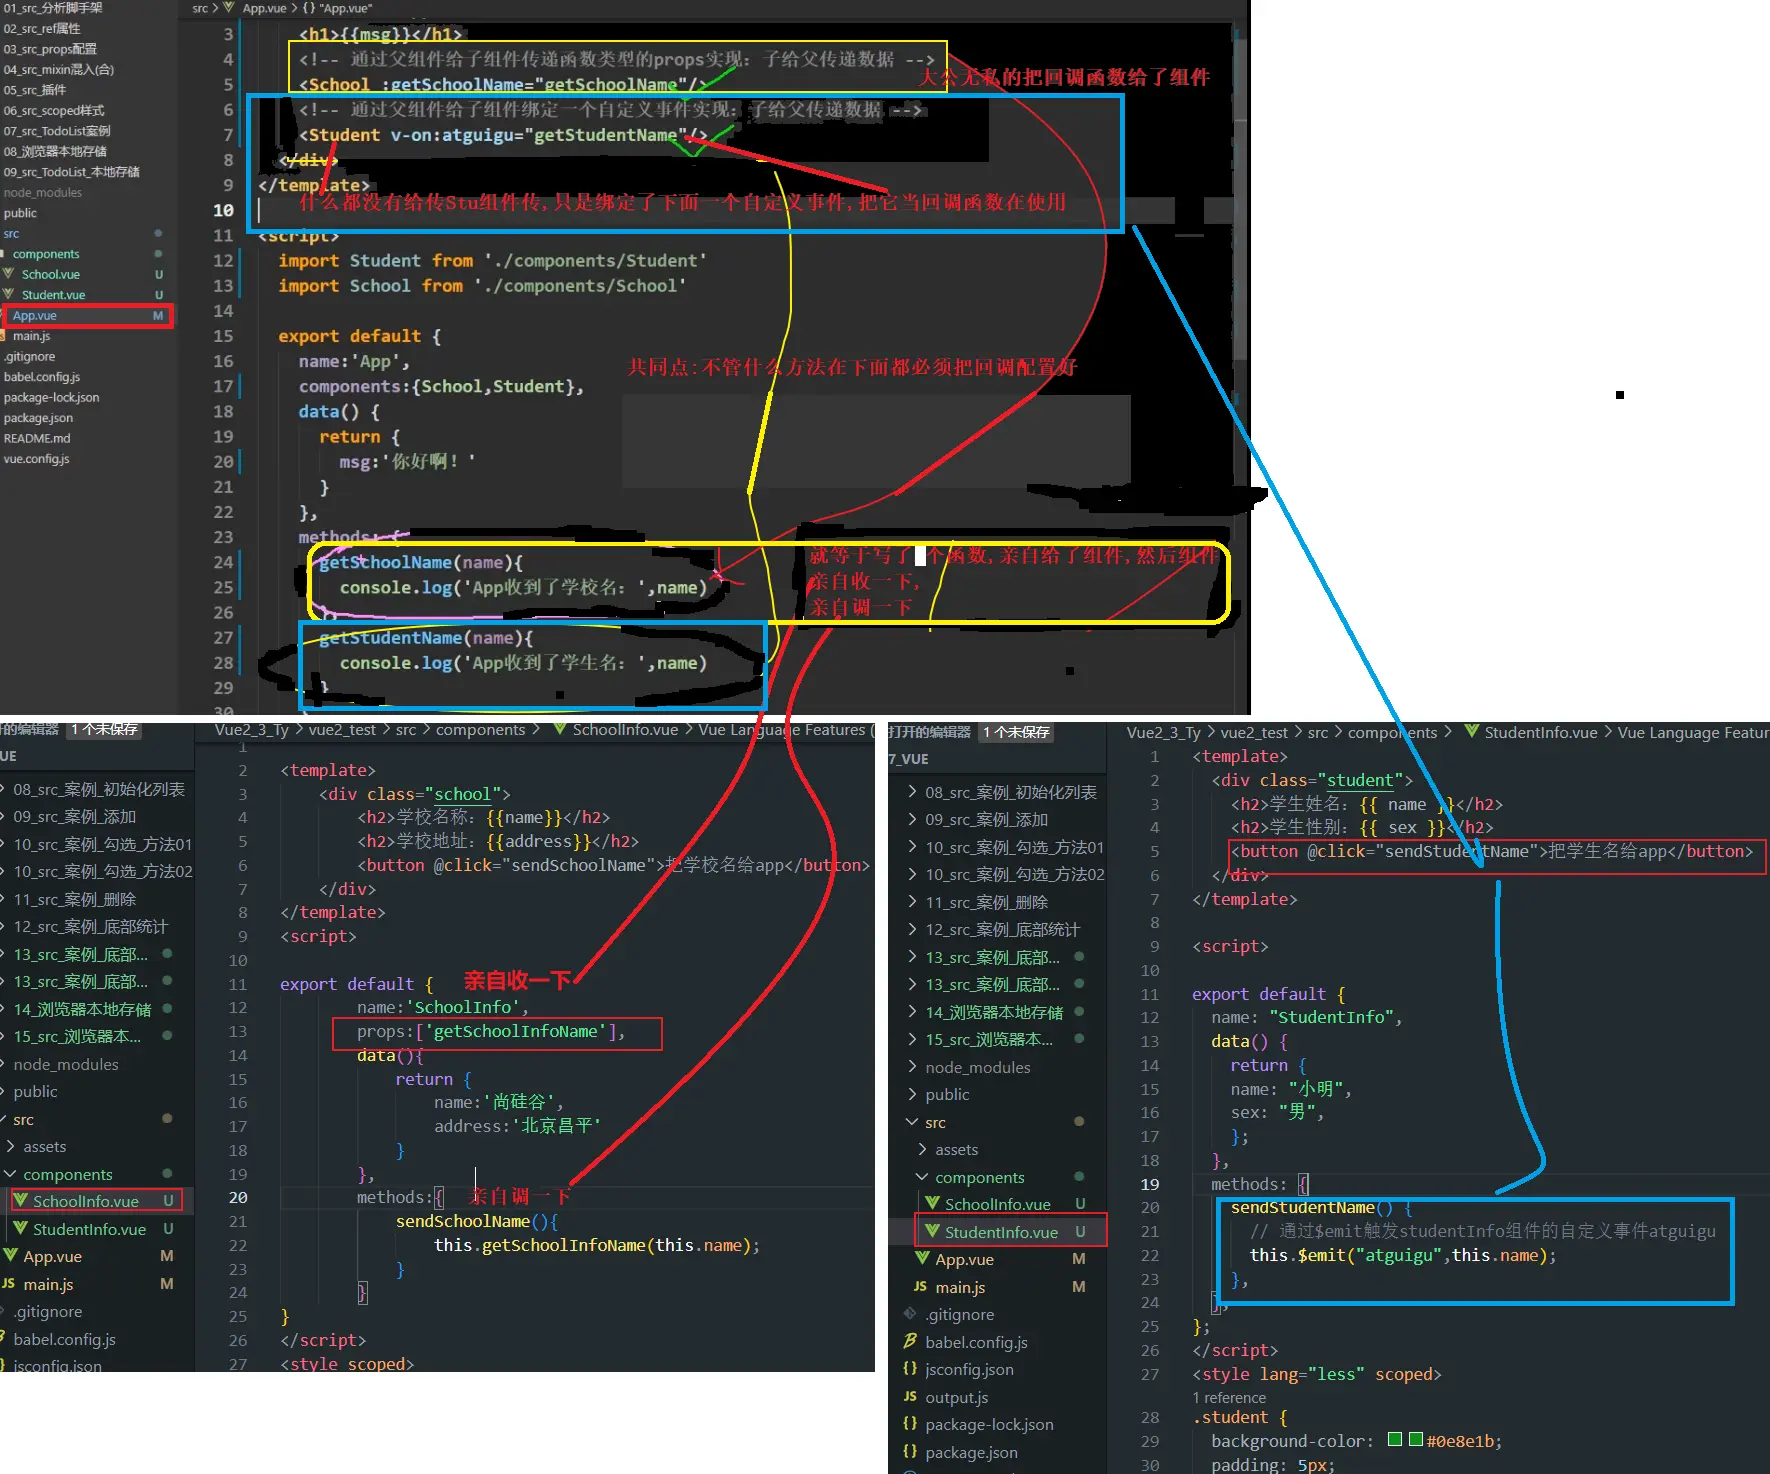 01_src_分析脚手架
02_src_ref属性
03_src_props配置
04_src_mixin混入(合)
05_src_插件
06_src_scoped样式
07_src_TodoList案例
08_浏览器本地存储
09_src_TodoList_本地存储
node_modules
public
src
components
School.vue U
Student.vue U
App.vue M
main.js
.gitignore
babel.config.js
package-lock.json
package.json
README.md
vue.config.js
src > App.vue > {} "App.vue"
3 <h1>{{msg}}</h1>
4 <!-- 通过父组件给子组件传递函数类型的props实现：子给父传递数据 -->
5 <School :getSchoolName="getSchoolName"/>
大公无私的把回调函数给了组件
6 <!-- 通过父组件给子组件绑定一个自定义事件实现：子给父传递数据 -->
7 <Student v-on:atguigu="getStudentName"/>
8 </div>
9 </template>
什么都没有给传Stu组件传,只是绑定了下面一个自定义事件,把它当回调函数在使用
10
11 <script>
12 import Student from './components/Student'
13 import School from './components/School'
14
15 export default {
16 name:'App',
共同点:不管什么方法在下面都必须把回调配置好
17 components:{School,Student},
18 data() {
19 return {
20 msg:'你好啊！'
21 }
22 },
23 methods: {
24 getSchoolName(name){
25 console.log('App收到了学校名：',name)
26 },
就等于写了 个函数,亲自给了组件,然后组件
亲自收一下,
亲自调一下
27 getStudentName(name){
28 console.log('App收到了学生名：',name)
29 }
30
打开的编辑器 1 个未保存
UE
08_src_案例_初始化列表
09_src_案例_添加
10_src_案例_勾选_方法01
10_src_案例_勾选_方法02
11_src_案例_删除
12_src_案例_底部统计
13_src_案例_底部...
13_src_案例_底部...
14_浏览器本地存储
15_src_浏览器本...
node_modules
public
src
assets
components
SchoolInfo.vue U
StudentInfo.vue U
App.vue M
JS main.js M
.gitignore
babel.config.js
jsconfig.json
Vue2_3_Ty > vue2_test > src > components > SchoolInfo.vue > Vue Language Features (
1
2 <template>
3 <div class="school">
4 <h2>学校名称：{{name}}</h2>
5 <h2>学校地址：{{address}}</h2>
6 <button @click="sendSchoolName">把学校名给app</button>
7 </div>
8 </template>
9 <script>
10
11 export default {
亲自收一下
12 name:'SchoolInfo',
13 props:['getSchoolInfoName'],
14 data(){
15 return {
16 name:'尚硅谷',
17 address:'北京昌平'
18 }
19 },
20 methods:{
亲自调一下
21 sendSchoolName(){
22 this.getSchoolInfoName(this.name);
23 }
24 }
25 }
26 </script>
27 <style scoped>
打开的编辑器 1 个未保存
7_VUE
08_src_案例_初始化列表
09_src_案例_添加
10_src_案例_勾选_方法01
10_src_案例_勾选_方法02
11_src_案例_删除
12_src_案例_底部统计
13_src_案例_底部...
13_src_案例_底部...
14_浏览器本地存储
15_src_浏览器本...
node_modules
public
src
assets
components
SchoolInfo.vue U
StudentInfo.vue U
App.vue M
JS main.js M
.gitignore
babel.config.js
{} jsconfig.json
JS output.js
{} package-lock.json
{} package.json
Vue2_3_Ty > vue2_test > src > components > StudentInfo.vue > Vue Language Featur
1 <template>
2 <div class="student">
3 <h2>学生姓名：{{ name }}</h2>
4 <h2>学生性别：{{ sex }}</h2>
5 <button @click="sendStudentName">把学生名给app</button>
6 </div>
7 </template>
8
9 <script>
10
11 export default {
12 name: "StudentInfo",
13 data() {
14 return {
15 name: "小明",
16 sex: "男",
17 };
18 },
19 methods: {
20 sendStudentName() {
21 // 通过$emit触发studentInfo组件的自定义事件atguigu
22 this.$emit("atguigu",this.name);
23 },
24 },
25 };
26 </script>
27 <style lang="less" scoped>
1 reference
28 .student {
29 background-color: #0e8e1b;
30 padding: 5px;